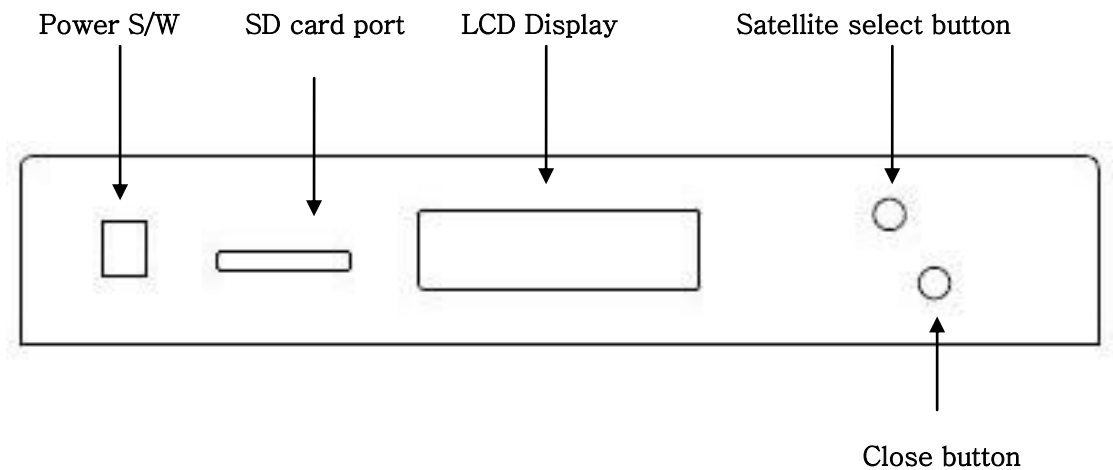 Power S/W
SD card port
LCD Display
Satellite select button
Close button